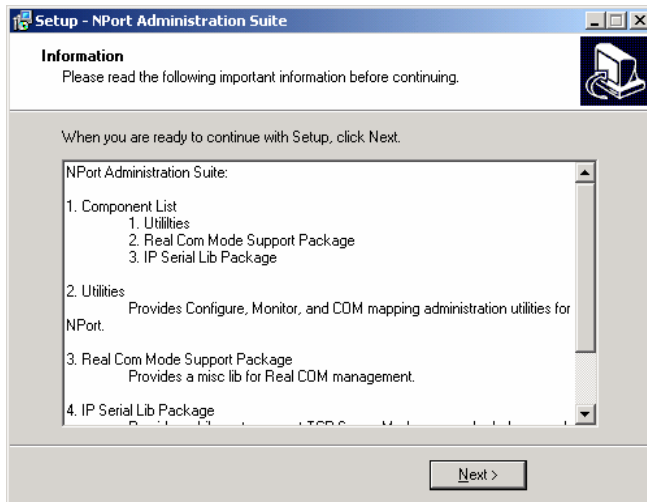 Setup - NPort Administration Suite
Information
Please read the following important information before continuing.
When you are ready to continue with Setup, click Next.
NPort Administration Suite:
1. Component List
1. Utililties
2. Real Com Mode Support Package
3. IP Serial Lib Package
2. Utilities
Provides Configure, Monitor, and COM mapping administration utilities for
NPort.
3. Real Com Mode Support Package
Provides a misc lib for Real COM management.
4. IP Serial Lib Package
Next >